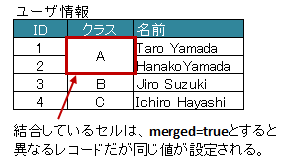 ユーザ情報
ID クラス 名前
1 A Taro Yamada
2 HanakoYamada
3 B Jiro Suzuki
4 C Ichiro Hayashi
結合しているセルは、merged=trueとすると
異なるレコードだが同じ値が設定される。